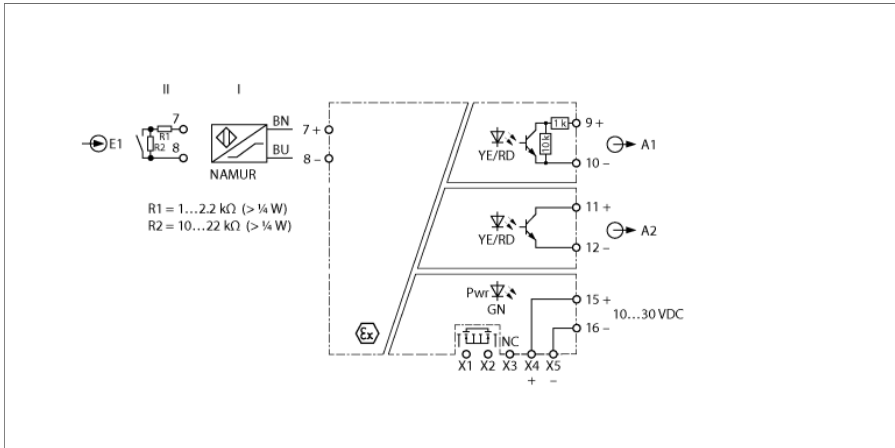 II I
E1
7
8
R1
R2
NAMUR
BN
BU
7 +
8 –
R1 = 1…2.2 kΩ (> ¼ W)
R2 = 10…22 kΩ (> ¼ W)
YE/RD
1 k
10 k
9 +
10 –
A1
YE/RD
11 +
12 –
A2
Pwr
GN
15 +
16 –
10…30 VDC
Ex
NC
X1 X2 X3 X4 X5
+ –